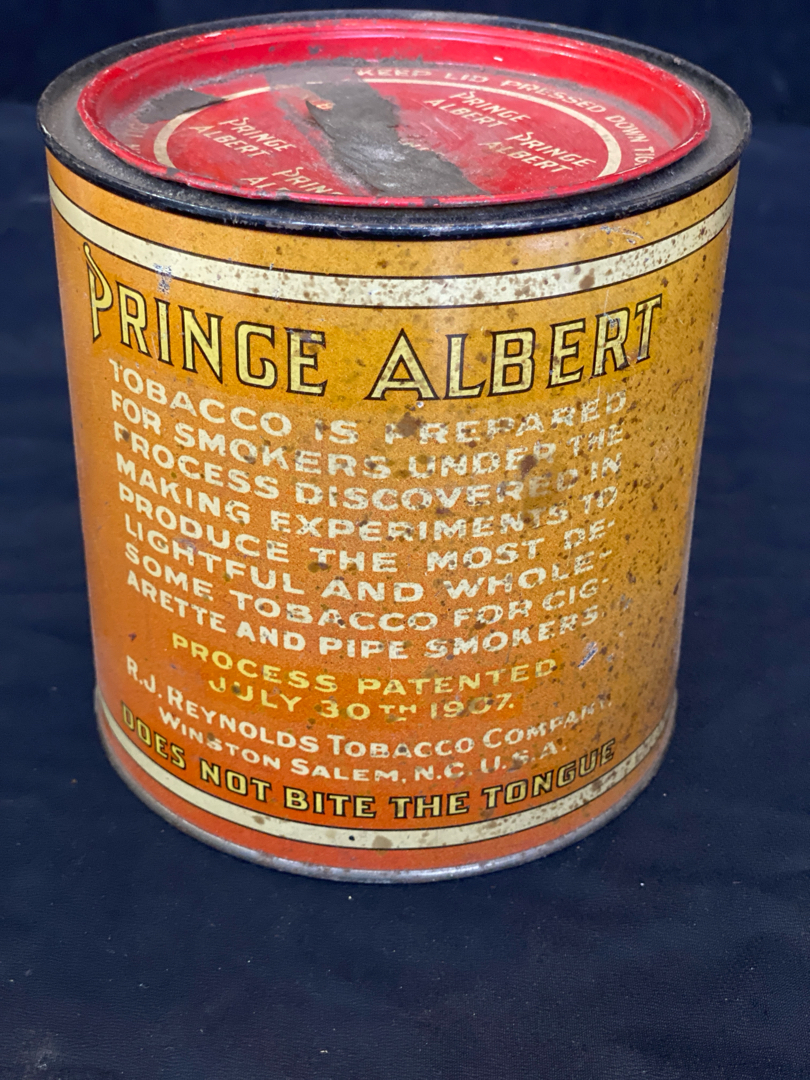 KEEP LID PRESSED DOWN
PRINCE
ALBERT
PRINCE
ALBERT
PRINCE
ALBERT
PRINCE ALBERT
TOBACCO IS PREPARED
FOR SMOKERS UNDER THE
PROCESS DISCOVERED IN
MAKING EXPERIMENTS TO
PRODUCE THE MOST DE-
LIGHTFUL AND WHOLE-
SOME TOBACCO FOR CIG-
ARETTE AND PIPE SMOKERS
PROCESS PATENTED
JULY 30TH 1907.
R.J. REYNOLDS TOBACCO COMPANY,
WINSTON SALEM, N.C. U.S.A.
DOES NOT BITE THE TONGUE